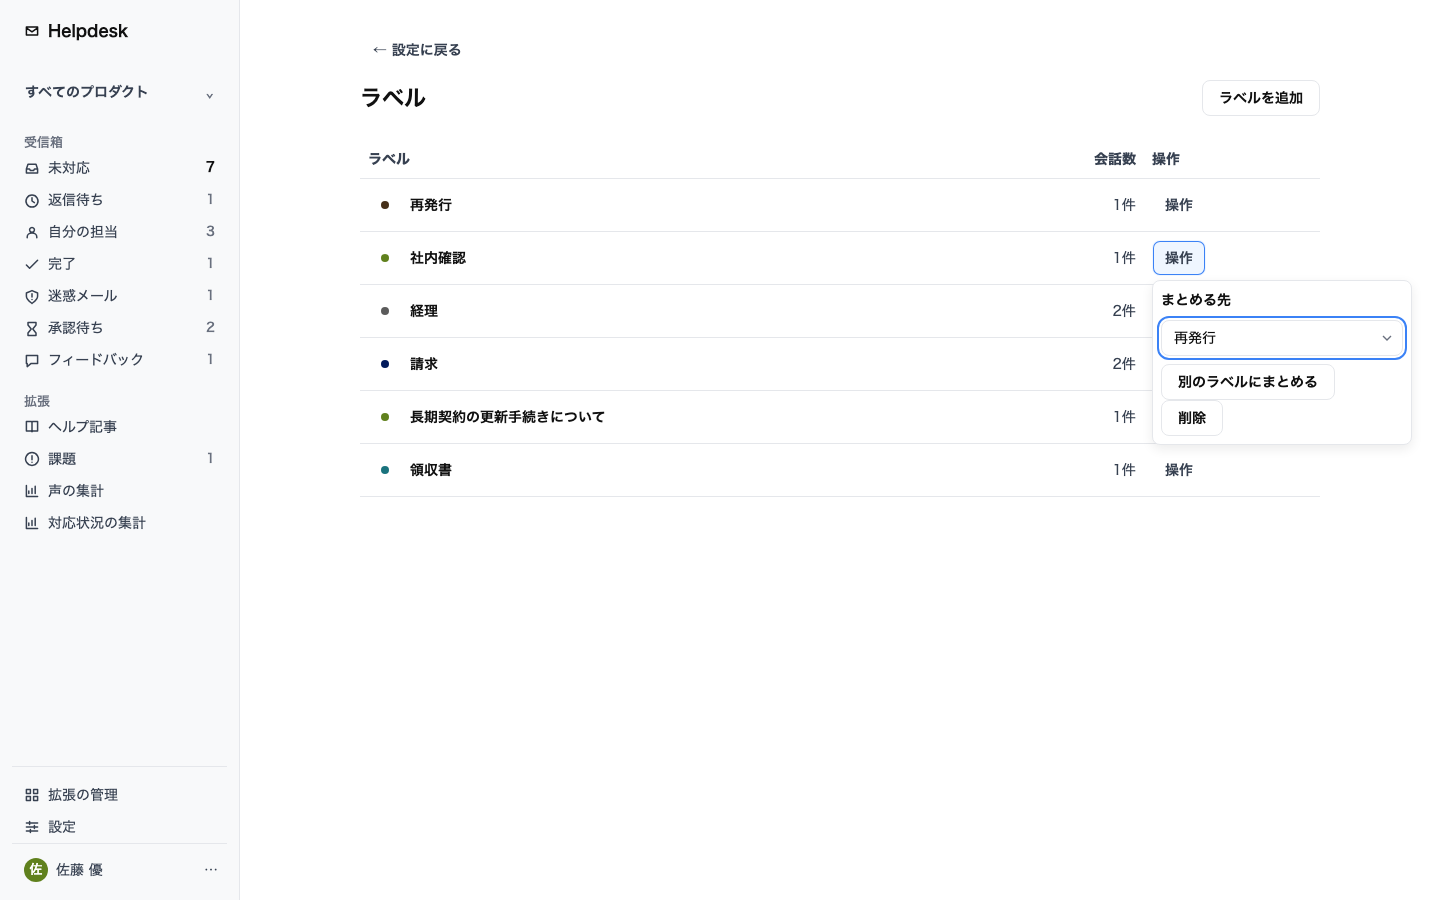 Helpdesk
すべてのプロダクト
受信箱
未対応 7
返信待ち 1
自分の担当 3
完了 1
迷惑メール 1
承認待ち 2
フィードバック 1
拡張
ヘルプ記事
課題 1
声の集計
対応状況の集計
拡張の管理
設定
佐 佐藤 優 …
← 設定に戻る
ラベル
ラベルを追加
ラベル 会話数 操作
再発行 1件 操作
社内確認 1件 操作
経理 2件
請求 2件
長期契約の更新手続きについて 1件
領収書 1件 操作
まとめる先
再発行
別のラベルにまとめる
削除